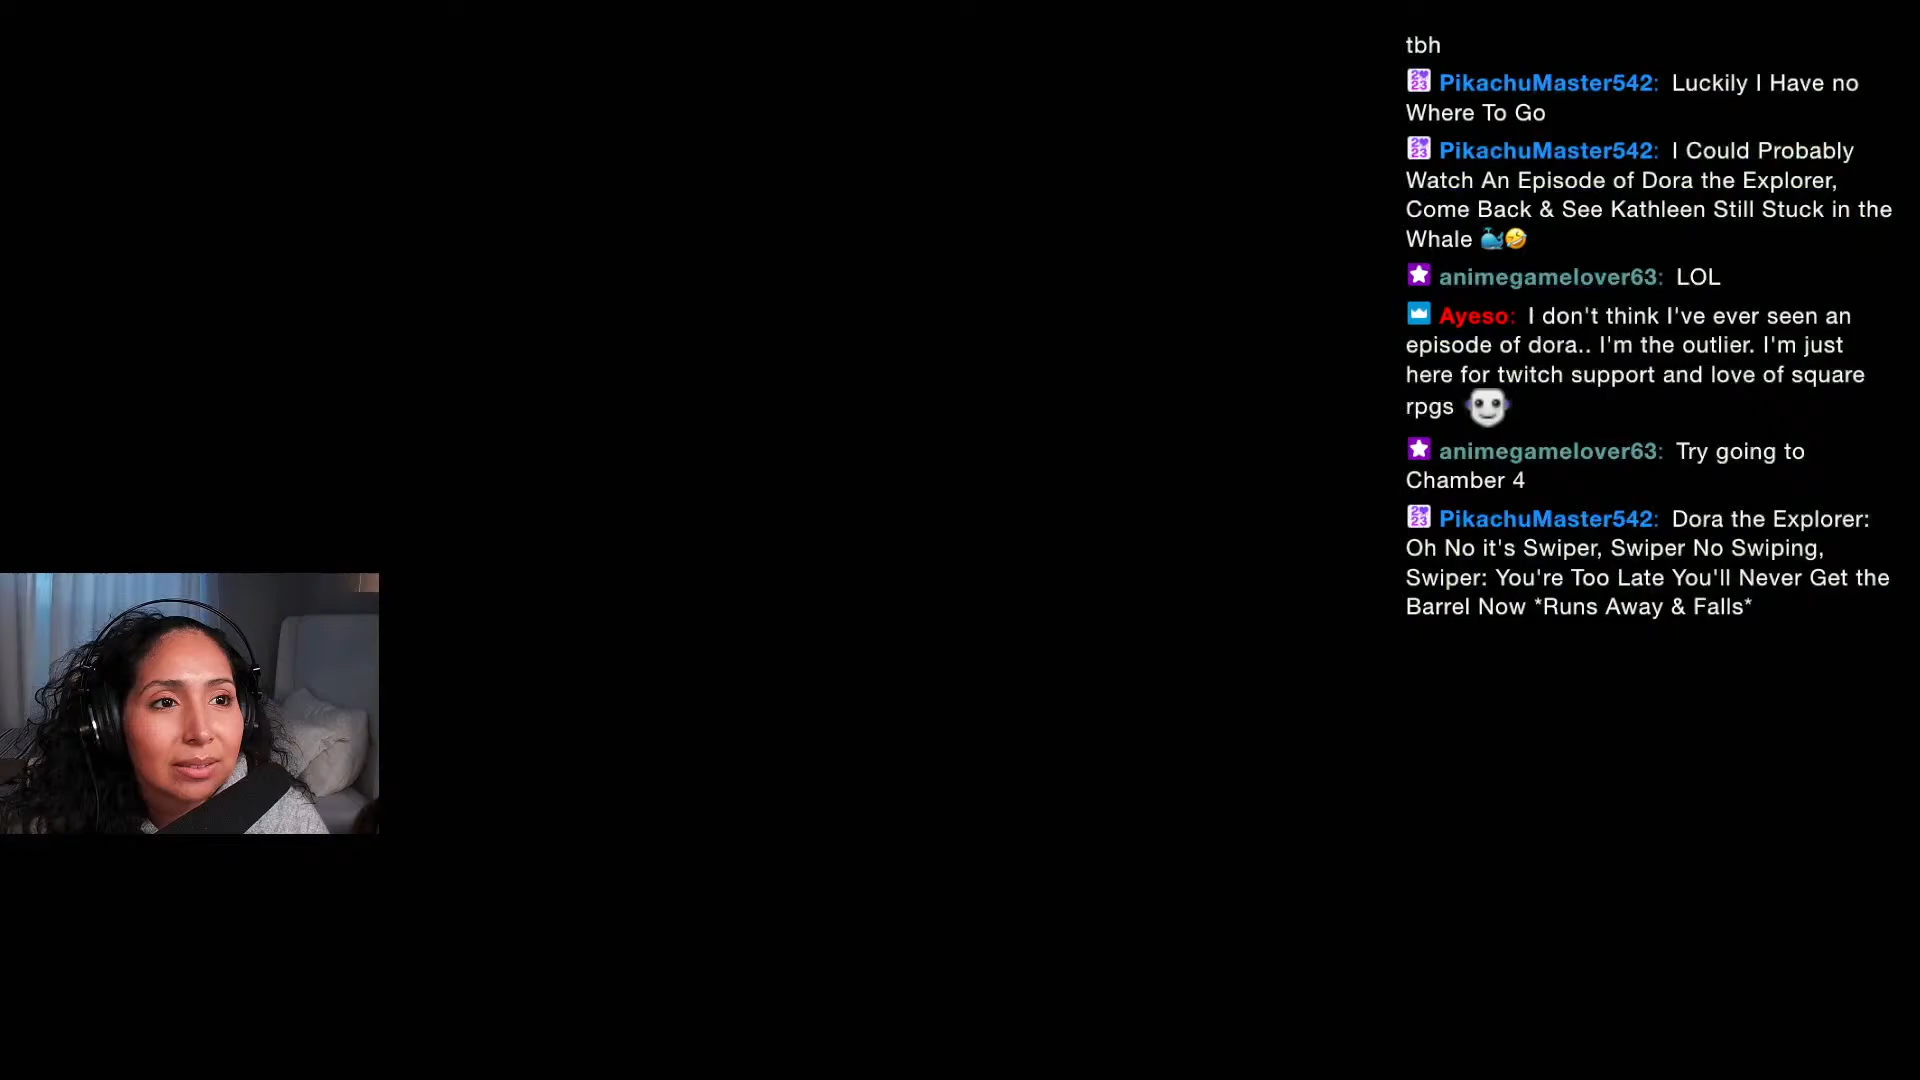 tbh
PikachuMaster542: Luckily I Have no
Where To Go
PikachuMaster542: I Could Probably
Watch An Episode of Dora the Explorer,
Come Back & See Kathleen Still Stuck in the
Whale 🐳🤣
animegamelover63: LOL
Ayeso: I don't think I've ever seen an
episode of dora.. I'm the outlier. I'm just
here for twitch support and love of square
rpgs
animegamelover63: Try going to
Chamber 4
PikachuMaster542: Dora the Explorer:
Oh No it's Swiper, Swiper No Swiping,
Swiper: You're Too Late You'll Never Get the
Barrel Now *Runs Away & Falls*